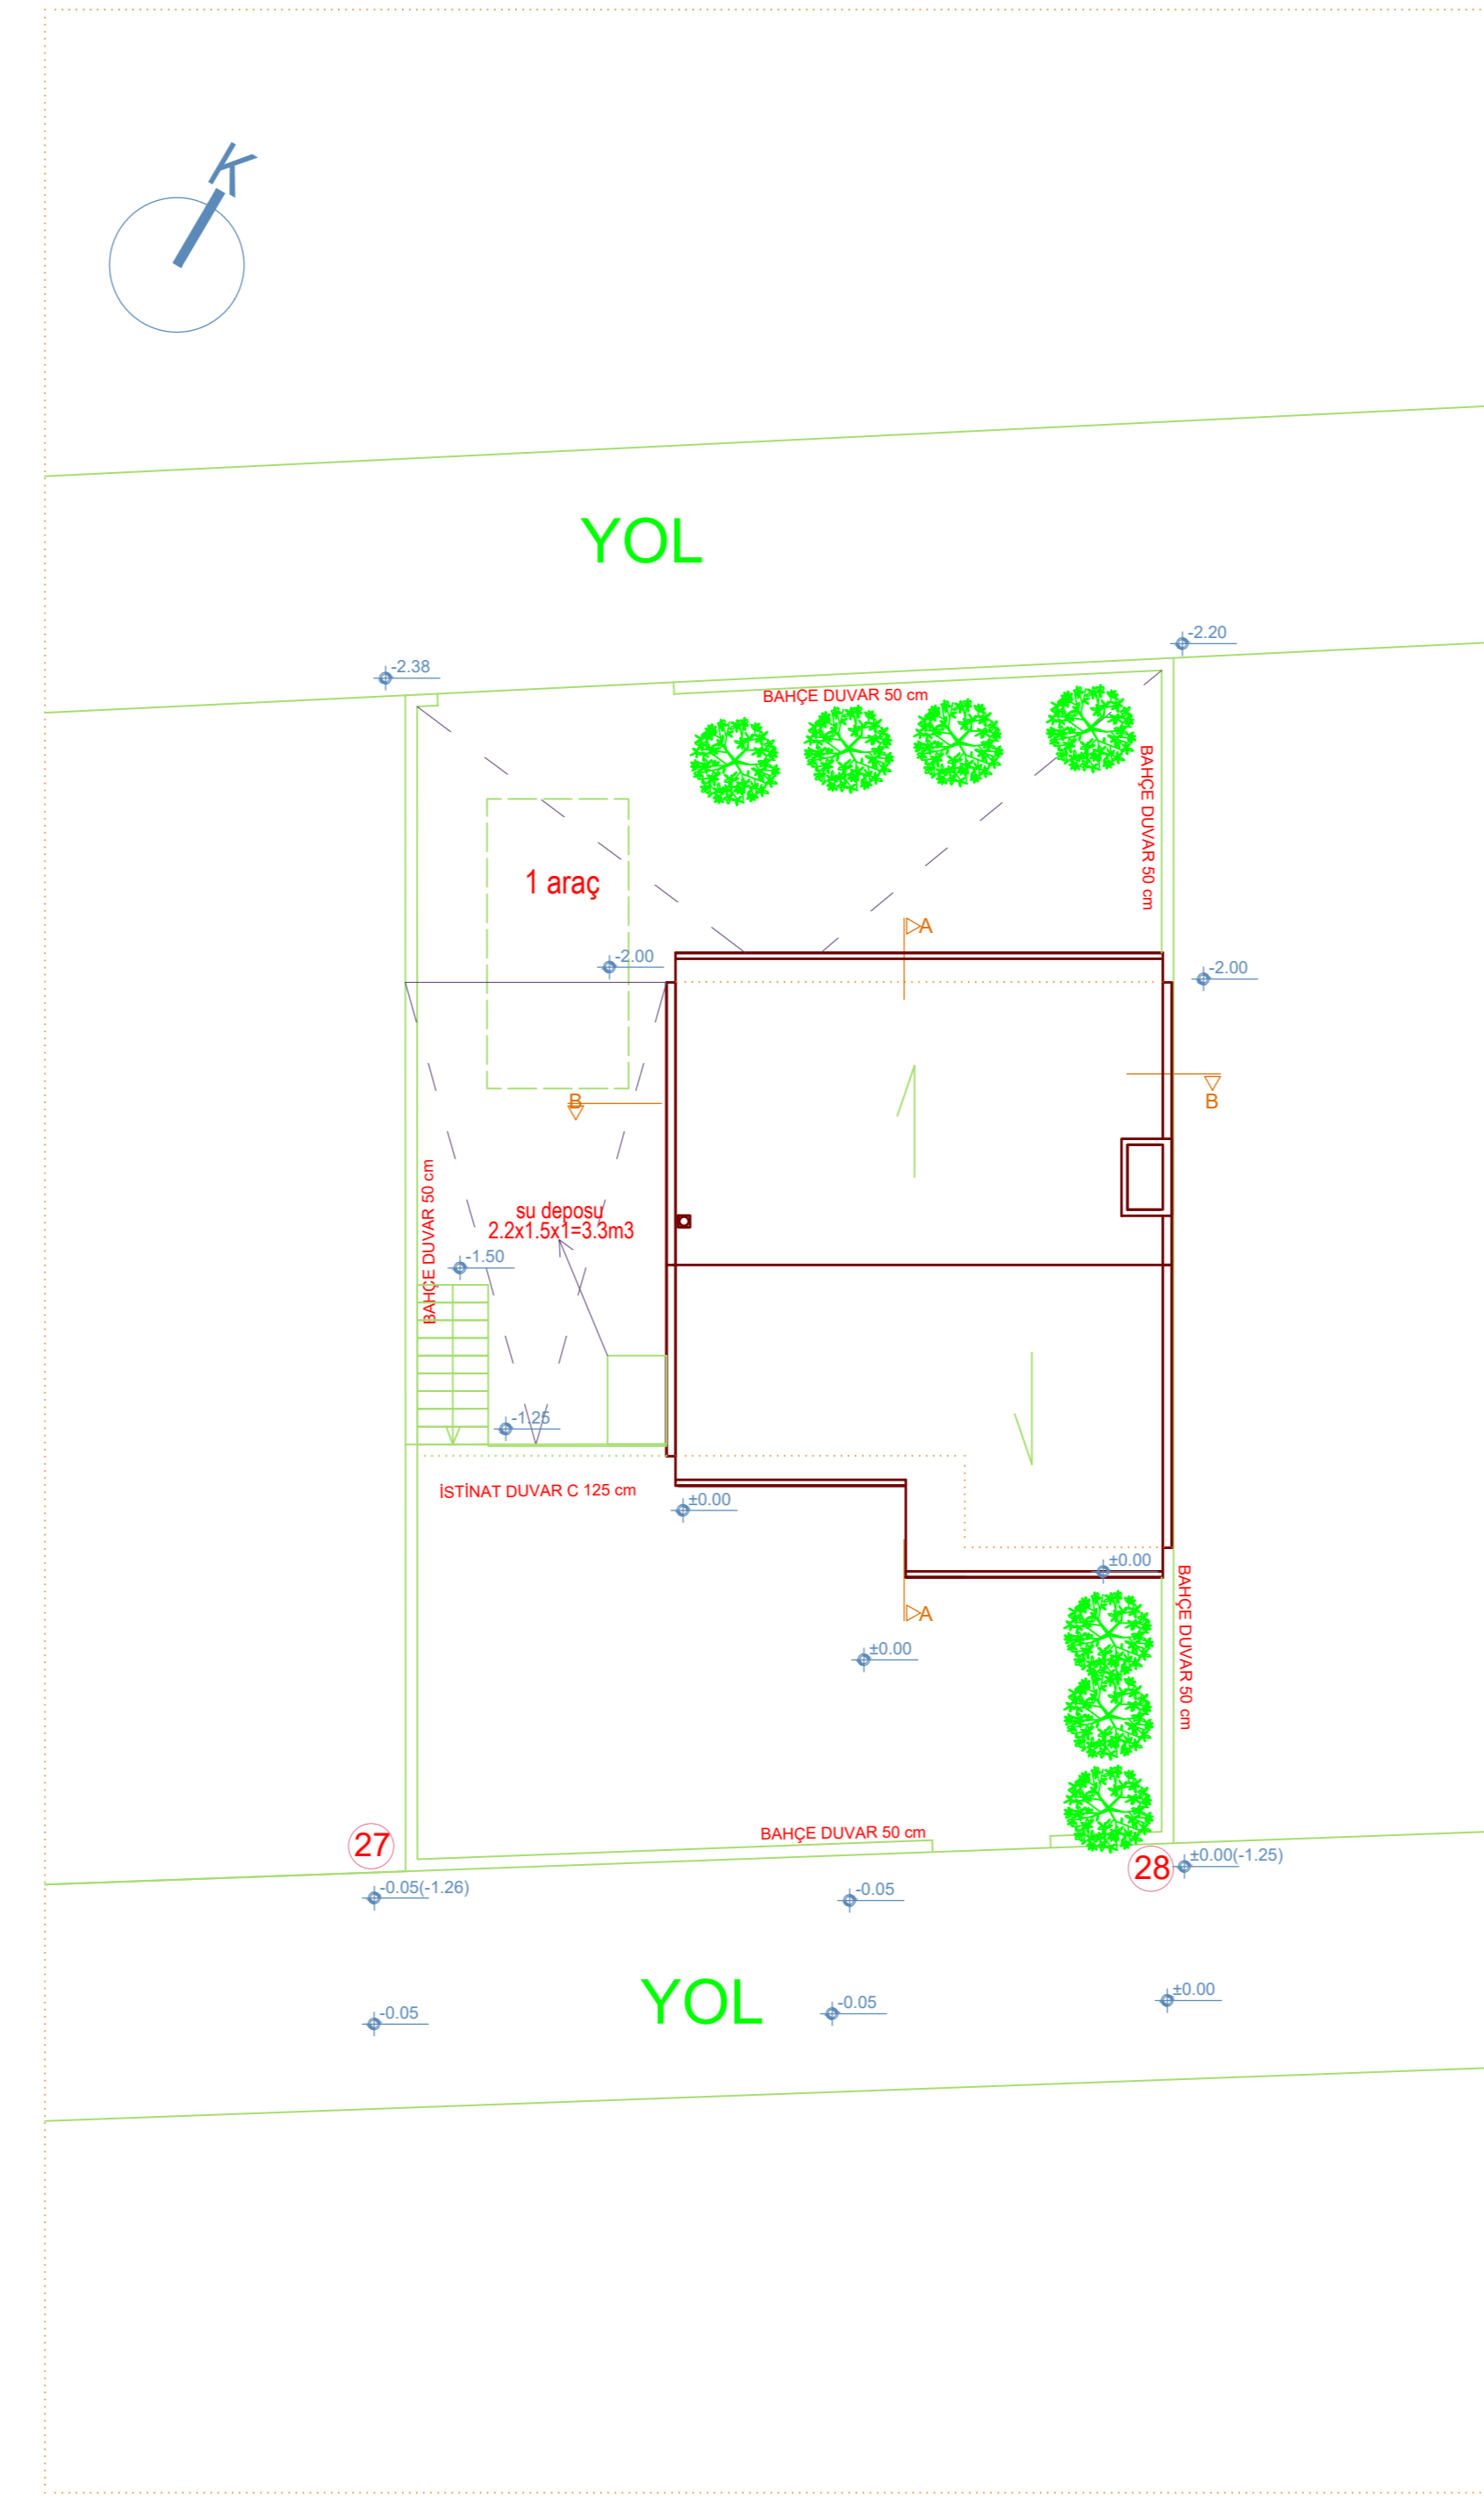 K
YOL
-2.20
-2.38
BAHÇE DUVAR 50 cm
BAHÇE DUVAR 50 cm
1 araç
A
-2.00
-2.00
B
B
su deposu
2.2x1.5x1=3.3m3
BAHÇE DUVAR 50 cm
-1.50
-1.25
İSTİNAT DUVAR C 125 cm
±0.00
±0.00
A
±0.00
BAHÇE DUVAR 50 cm
27
BAHÇE DUVAR 50 cm
28
±0.00(-1.25)
-0.05(-1.26)
-0.05
YOL
-0.05
-0.05
±0.00